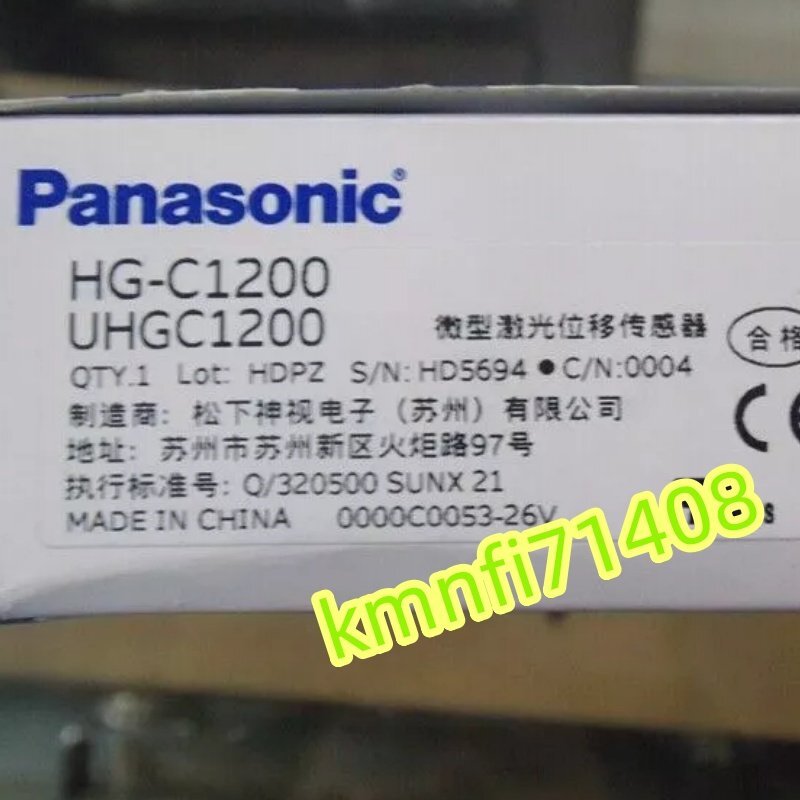 Panasonic®
HG-C1200
UHGC1200
微型激光位移传感器
合格
QTY.1 Lot: HDPZ S/N: HD5694 ● C/N:0004
制造商: 松下神视电子 (苏州) 有限公司
CE
地址: 苏州市苏州新区火炬路97号
执行标准号: Q/320500 SUNX 21
MADE IN CHINA 0000C0053-26V
kmnfi71408